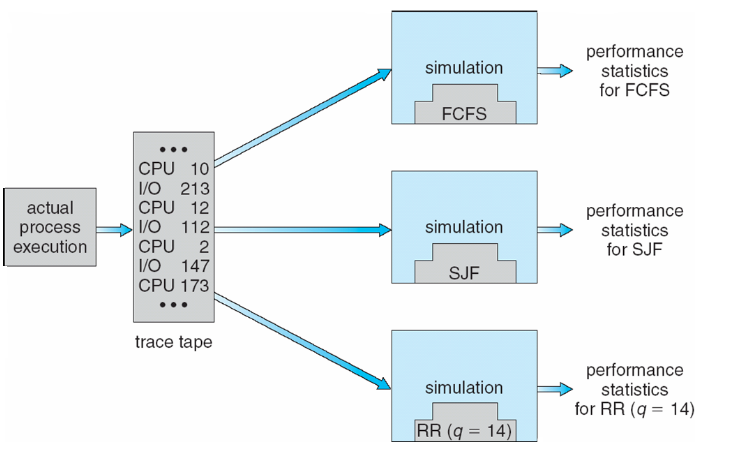 actual
process
execution
•••
CPU 10
I/O 213
CPU 12
I/O 112
CPU 2
I/O 147
CPU 173
•••
trace tape
simulation
FCFS
performance
statistics
for FCFS
simulation
SJF
performance
statistics
for SJF
simulation
RR (q = 14)
performance
statistics
for RR (q = 14)